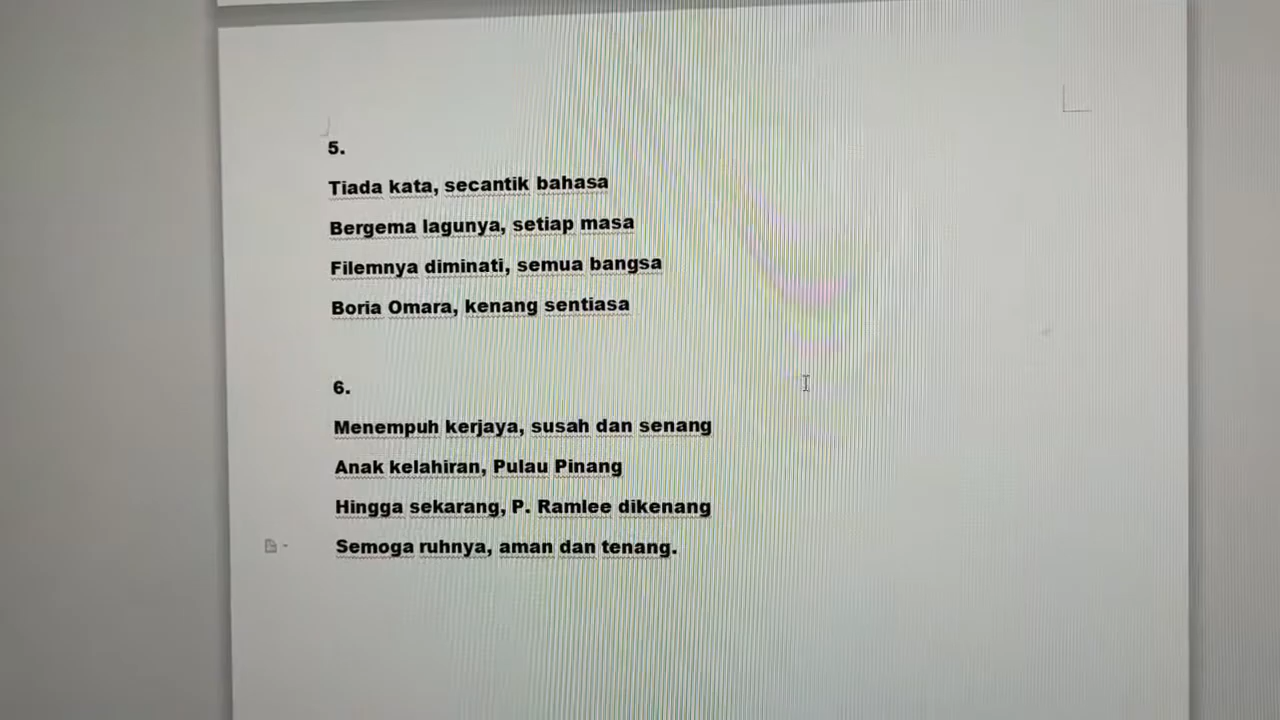 5.
Tiada kata, secantik bahasa
Bergema lagunya, setiap masa
Filemnya diminati, semua bangsa
Boria Omara, kenang sentiasa
6.
Menempuh kerjaya, susah dan senang
Anak kelahiran, Pulau Pinang
Hingga sekarang, P. Ramlee dikenang
Semoga ruhnya, aman dan tenang.